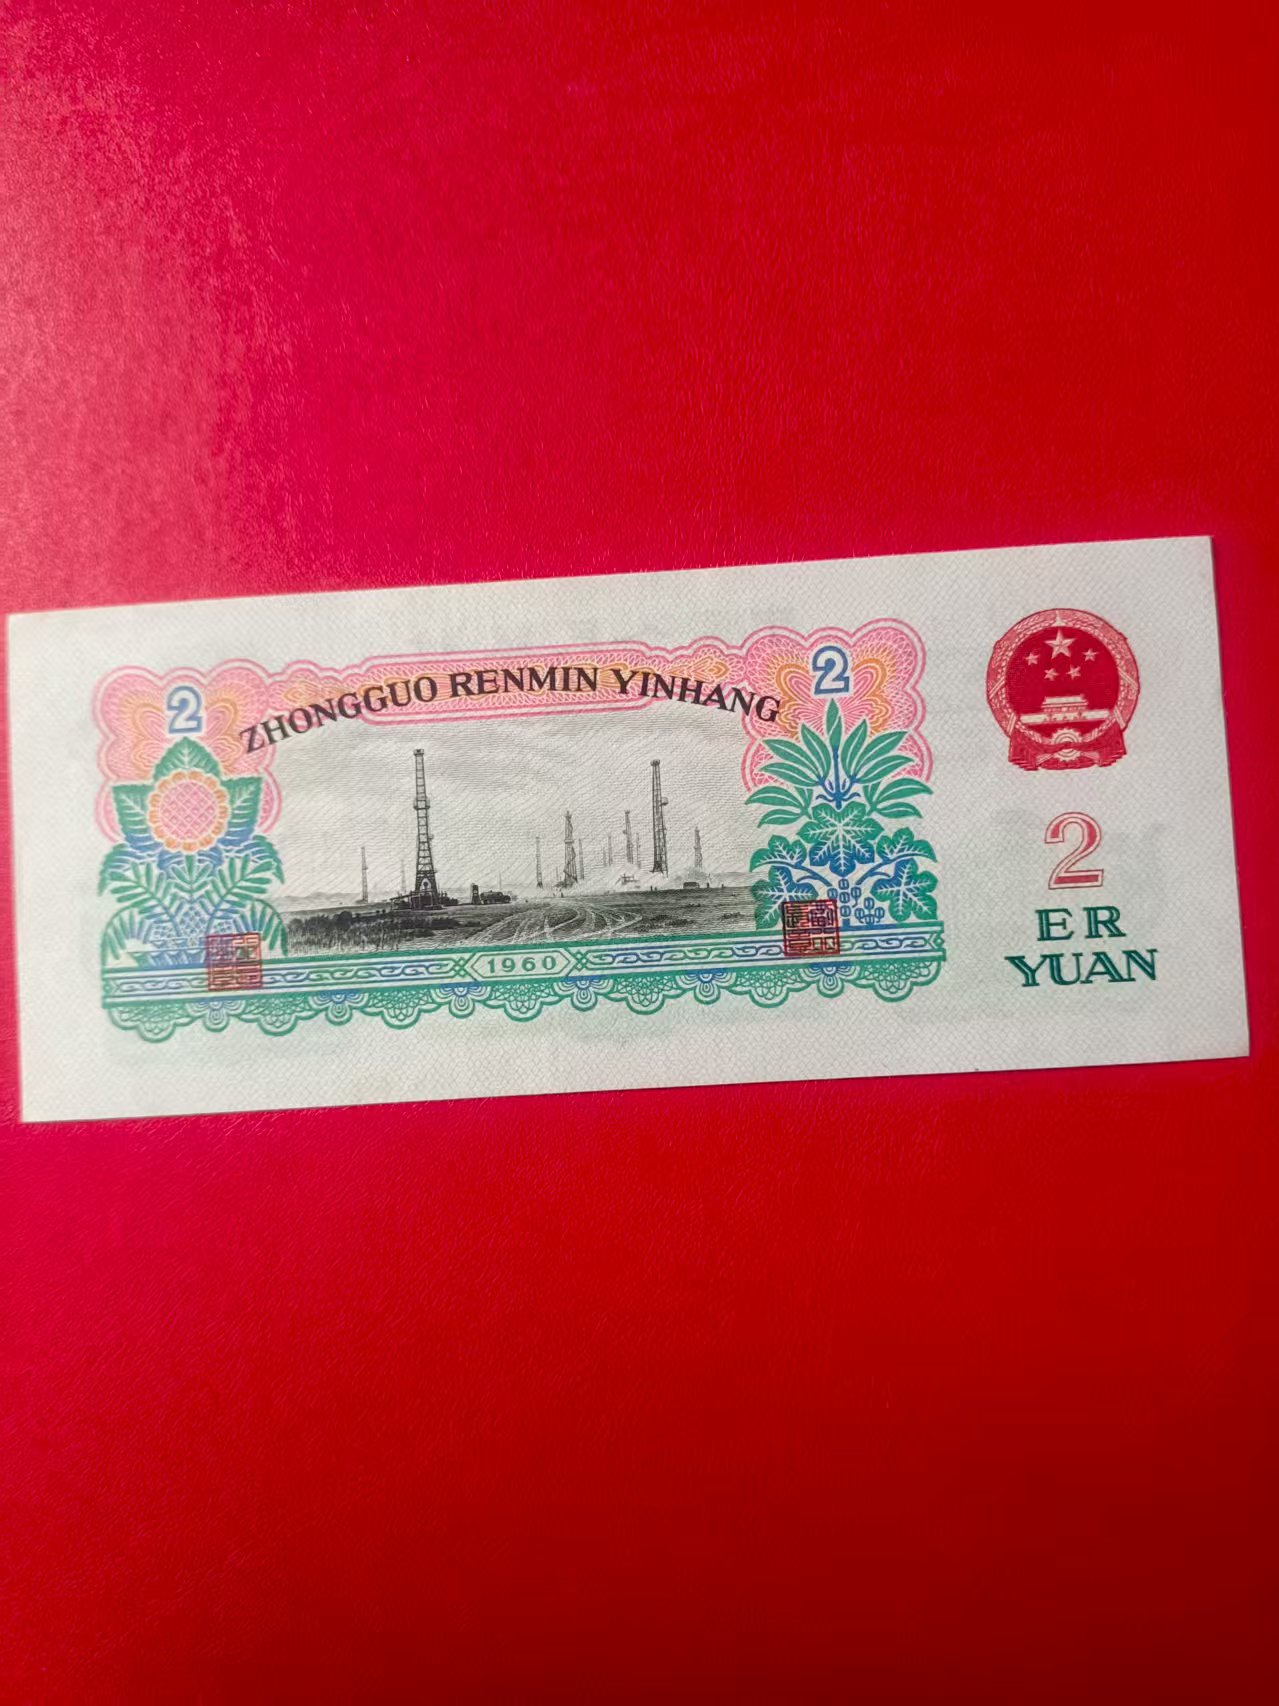 2
ZHONGGUO RENMIN YINHANG
2
1960
2
ER
YUAN